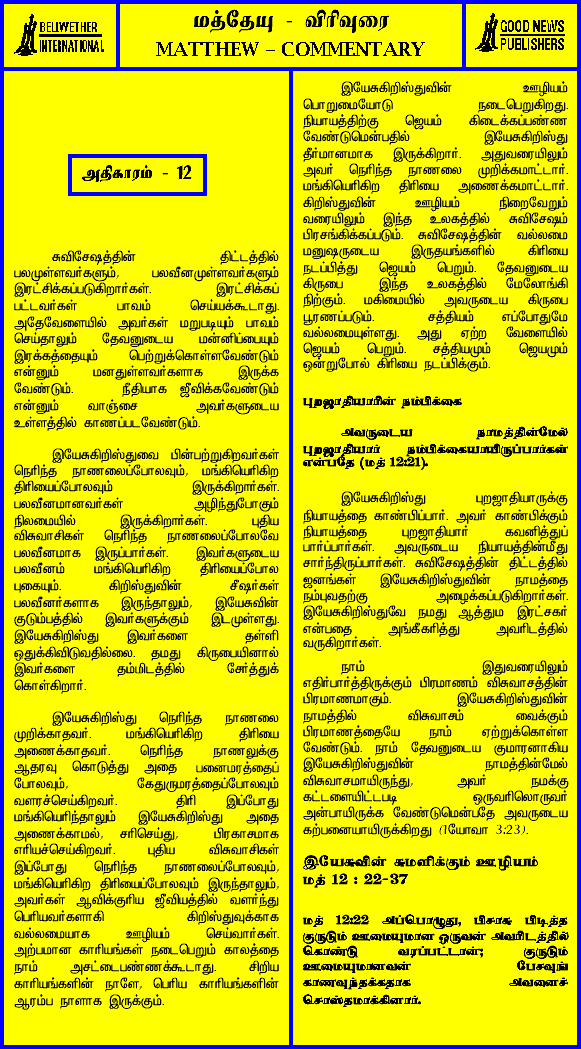 BELLWETHER
INTERNATIONAL
மத்தேயு - விரிவுரை
MATTHEW – COMMENTARY
GOOD NEWS
PUBLISHERS
அதிகாரம் - 12
சுவிசேஷத்தின் திட்டத்தில்
பலமுள்ளவர்களும், பலவீனமுள்ளவர்களும்
இரட்சிக்கப்படுகிறார்கள். இரட்சிக்கப்
பட்டவர்கள் பாவம் செய்யக்கூடாது.
அதேவேளையில் அவர்கள் மறுபடியும் பாவம்
செய்தாலும் தேவனுடைய மன்னிப்பையும்
இரக்கத்தையும் பெற்றுக்கொள்ளவேண்டும்
என்னும் மனதுள்ளவர்களாக இருக்க
வேண்டும். நீதியாக ஜீவிக்கவேண்டும்
என்னும் வாஞ்சை அவர்களுடைய
உள்ளத்தில் காணப்படவேண்டும்.
இயேசுகிறிஸ்துவை பின்பற்றுகிறவர்கள்
நெரிந்த நாணலைப்போலவும், மங்கியெரிகிற
திரியைப்போலவும் இருக்கிறார்கள்.
பலவீனமானவர்கள் அழிந்துபோகும்
நிலமையில் இருக்கிறார்கள். புதிய
விசுவாசிகள் நெரிந்த நாணலைப்போலவே
பலவீனமாக இருப்பார்கள். இவர்களுடைய
பலவீனம் மங்கியெரிகிற திரியைப்போல
புகையும். கிறிஸ்துவின் சீஷர்கள்
பலவீனர்களாக இருந்தாலும், இயேசுவின்
குடும்பத்தில் இவர்களுக்கும் இடமுள்ளது.
இயேசுகிறிஸ்து இவர்களை தள்ளி
ஒதுக்கிவிடுவதில்லை. தமது கிருபையினால்
இவர்களை தம்மிடத்தில் சேர்த்துக்
கொள்கிறார்.
இயேசுகிறிஸ்து நெரிந்த நாணலை
முறிக்காதவர். மங்கியெரிகிற திரியை
அணைக்காதவர். நெரிந்த நாணலுக்கு
ஆதரவு கொடுத்து அதை பனைமரத்தைப்
போலவும், கேதுருமரத்தைப்போலவும்
வளரச்செய்கிறவர். திரி இப்போது
மங்கியெரிந்தாலும் இயேசுகிறிஸ்து அதை
அணைக்காமல், சரிசெய்து, பிரகாசமாக
எரியச்செய்கிறவர். புதிய விசுவாசிகள்
இப்போது நெரிந்த நாணலைப்போலவும்,
மங்கியெரிகிற திரியைப்போலவும் இருந்தாலும்,
அவர்கள் ஆவிக்குரிய ஜீவியத்தில் வளர்ந்து
பெரியவர்களாகி கிறிஸ்துவுக்காக
வல்லமையாக ஊழியம் செய்வார்கள்.
அற்பமான காரியங்கள் நடைபெறும் காலத்தை
நாம் அசட்டைபண்ணக்கூடாது. சிறிய
காரியங்களின் நாளே, பெரிய காரியங்களின்
ஆரம்ப நாளாக இருக்கும்.
இயேசுகிறிஸ்துவின் ஊழியம்
பொறுமையோடு நடைபெறுகிறது.
நியாயத்திற்கு ஜெயம் கிடைக்கப்பண்ண
வேண்டுமென்பதில் இயேசுகிறிஸ்து
தீர்மானமாக இருக்கிறார். அதுவரையிலும்
அவர் நெரிந்த நாணலை முறிக்கமாட்டார்.
மங்கியெரிகிற திரியை அணைக்கமாட்டார்.
கிறிஸ்துவின் ஊழியம் நிறைவேறும்
வரையிலும் இந்த உலகத்தில் சுவிசேஷம்
பிரசங்கிக்கப்படும். சுவிசேஷத்தின் வல்லமை
மனுஷருடைய இருதயங்களில் கிரியை
நடப்பித்து ஜெயம் பெறும். தேவனுடைய
கிருபை இந்த உலகத்தில் மேலோங்கி
நிற்கும். மகிமையில் அவருடைய கிருபை
பூரணப்படும். சத்தியம் எப்போதுமே
வல்லமையுள்ளது. அது ஏற்ற வேளையில்
ஜெயம் பெறும். சத்தியமும் ஜெயமும்
ஒன்றுபோல் கிரியை நடப்பிக்கும்.
புறஜாதியாரின் நம்பிக்கை
அவருடைய நாமத்தின்மேல்
புறஜாதியார் நம்பிக்கையாயிருப்பார்கள்
என்பதே (மத் 12:21).
இயேசுகிறிஸ்து புறஜாதியாருக்கு
நியாயத்தை காண்பிப்பார். அவர் காண்பிக்கும்
நியாயத்தை புறஜாதியார் கவனித்துப்
பார்ப்பார்கள். அவருடைய நியாயத்தின்மீது
சார்ந்திருப்பார்கள். சுவிசேஷத்தின் திட்டத்தில்
ஜனங்கள் இயேசுகிறிஸ்துவின் நாமத்தை
நம்புவதற்கு அழைக்கப்படுகிறார்கள்.
இயேசுகிறிஸ்துவே நமது ஆத்தும இரட்சகர்
என்பதை அங்கீகரித்து அவரிடத்தில்
வருகிறார்கள்.
நாம் இதுவரையிலும்
எதிர்பார்த்திருக்கும் பிரமாணம் விசுவாசத்தின்
பிரமாணமாகும். இயேசுகிறிஸ்துவின்
நாமத்தில் விசுவாசம் வைக்கும்
பிரமாணத்தையே நாம் ஏற்றுக்கொள்ள
வேண்டும். நாம் தேவனுடைய குமாரனாகிய
இயேசுகிறிஸ்துவின் நாமத்தின்மேல்
விசுவாசமாயிருந்து, அவர் நமக்கு
கட்டளையிட்டபடி ஒருவரிலொருவர்
அன்பாயிருக்க வேண்டுமென்பதே அவருடைய
கற்பனையாயிருக்கிறது (1யோவா 3:23).
இயேசுவின் சுமளிக்கும் ஊழியம்
மத் 12 : 22-37
மத் 12:22 அப்பொழுது, பிசாசு பிடித்த
குருடும் ஊமையுமான ஒருவன் அவரிடத்தில்
கொண்டு வரப்பட்டான்; குருடும்
ஊமையுமானவன் பேசவுங்
காணவுந்தக்கதாக அவனைச்
சொஸ்தமாக்கினார்.